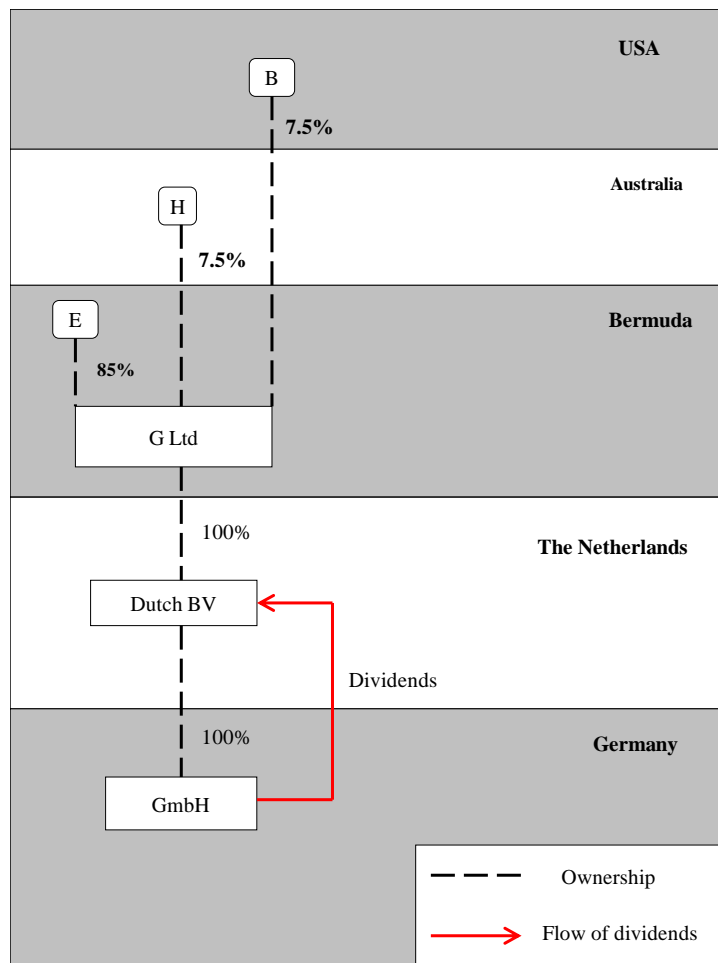 USA
B
7.5%
Australia
H
7.5%
Bermuda
E
85%
G Ltd
100%
The Netherlands
Dutch BV
Dividends
100%
Germany
GmbH
Ownership
Flow of dividends